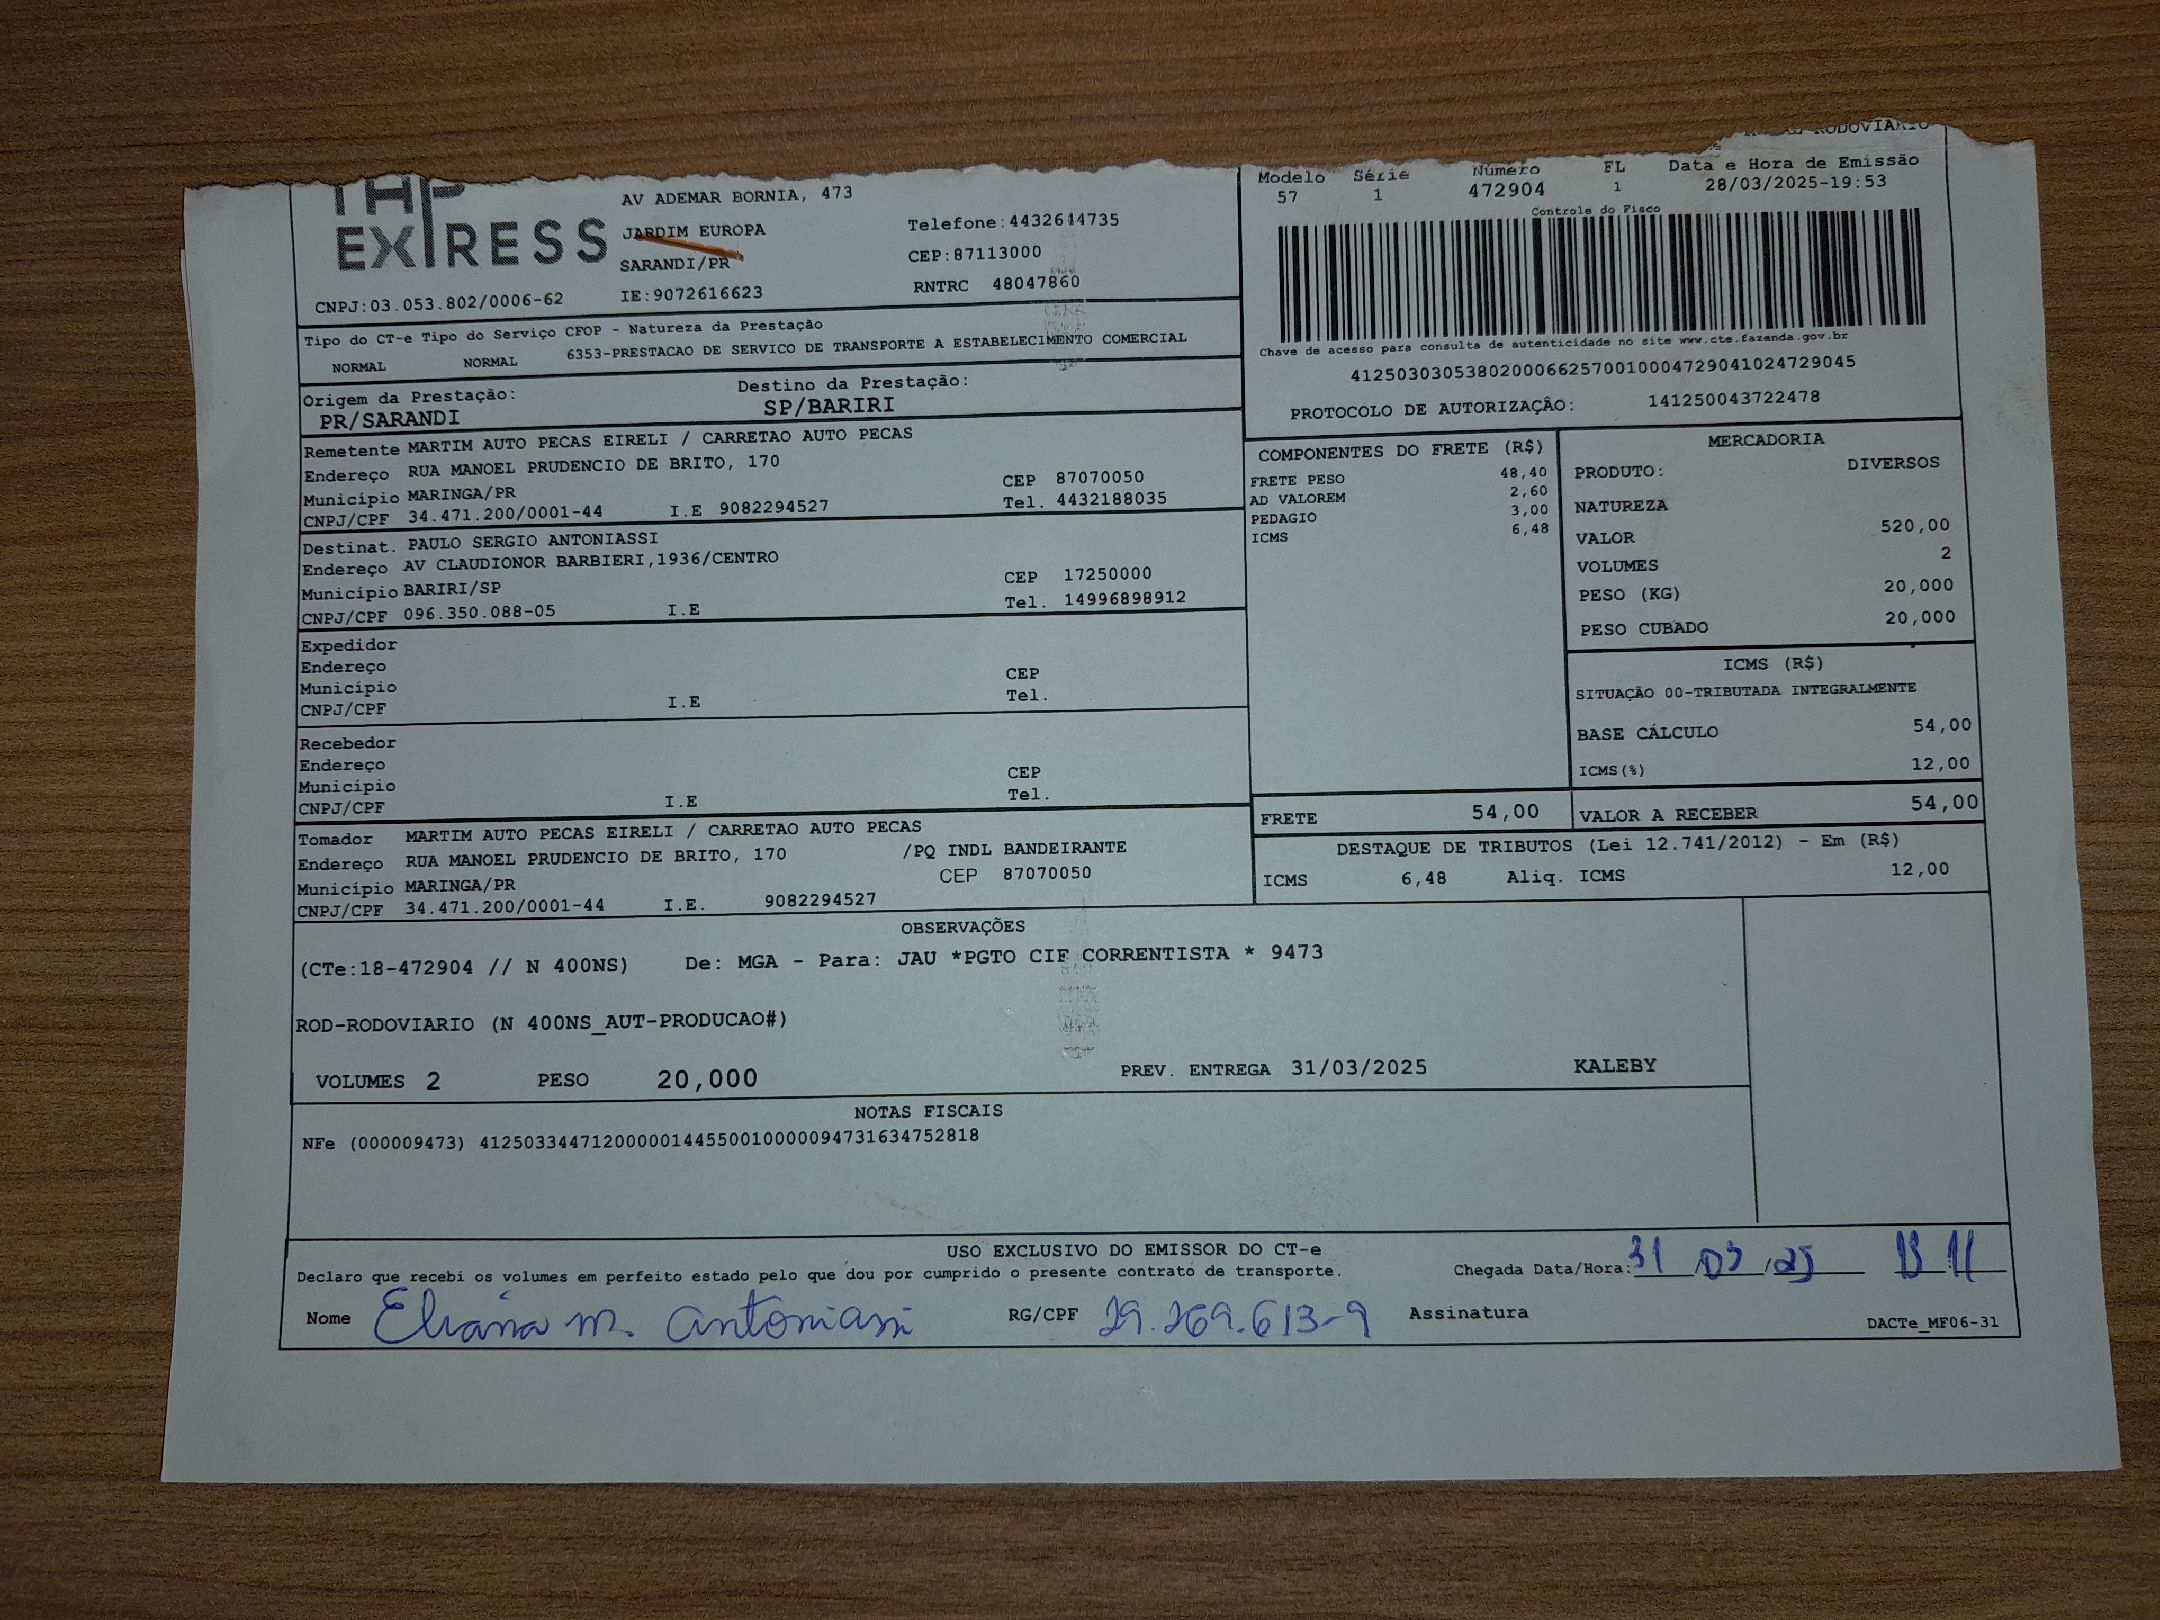 EXPRESS
AV ADEMAR BORNIA, 473
JARDIM EUROPA
SARANDI/PR
Telefone:4432614735
CEP:87113000
CNPJ:03.053.802/0006-62 IE:9072616623 RNTRC 48047860
RODOVIARIO
Modelo Série Número FL Data e Hora de Emissão
57 1 472904 1 28/03/2025-19:53
Controle do Fisco
Chave de acesso para consulta de autenticidade no site www.cte.fazenda.gov.br
41250303053802000662570010004729041024729045
PROTOCOLO DE AUTORIZAÇÂO: 141250043722478
Tipo do CT-e Tipo do Serviço CFOP - Natureza da Prestação
NORMAL NORMAL 6353-PRESTACAO DE SERVICO DE TRANSPORTE A ESTABELECIMENTO COMERCIAL
Origem da Prestação: Destino da Prestação:
PR/SARANDI SP/BARIRI
Remetente MARTIM AUTO PECAS EIRELI / CARRETAO AUTO PECAS
Endereço RUA MANOEL PRUDENCIO DE BRITO, 170 CEP 87070050
Município MARINGA/PR Tel. 4432188035
CNPJ/CPF 34.471.200/0001-44 I.E 9082294527
Destinat. PAULO SERGIO ANTONIASSI
Endereço AV CLAUDIONOR BARBIERI,1936/CENTRO
Município BARIRI/SP CEP 17250000
CNPJ/CPF 096.350.088-05 I.E Tel. 14996898912
Expedidor
Endereço
Município CEP
CNPJ/CPF I.E Tel.
Recebedor
Endereço
Município CEP
CNPJ/CPF I.E Tel.
Tomador MARTIM AUTO PECAS EIRELI / CARRETAO AUTO PECAS
Endereço RUA MANOEL PRUDENCIO DE BRITO, 170 /PQ INDL BANDEIRANTE
Município MARINGA/PR CEP 87070050
CNPJ/CPF 34.471.200/0001-44 I.E. 9082294527
COMPONENTES DO FRETE (R$)
FRETE PESO 48,40
AD VALOREM 2,60
PEDAGIO 3,00
ICMS 6,48
MERCADORIA
PRODUTO: DIVERSOS
NATUREZA
VALOR 520,00
VOLUMES 2
PESO (KG) 20,000
PESO CUBADO 20,000
ICMS (R$)
SITUAÇÃO 00-TRIBUTADA INTEGRALMENTE
BASE CÁLCULO 54,00
ICMS(%) 12,00
FRETE 54,00 VALOR A RECEBER 54,00
DESTAQUE DE TRIBUTOS (Lei 12.741/2012) - Em (R$)
ICMS 6,48 Aliq. ICMS 12,00
OBSERVAÇÕES
(CTe:18-472904 // N 400NS) De: MGA - Para: JAU *PGTO CIF CORRENTISTA * 9473
ROD-RODOVIARIO (N 400NS_AUT-PRODUCAO#)
VOLUMES 2 PESO 20,000 PREV. ENTREGA 31/03/2025 KALEBY
NOTAS FISCAIS
NFe (000009473) 41250334471200000144550010000094731634752818
USO EXCLUSIVO DO EMISSOR DO CT-e
Declaro que recebi os volumes em perfeito estado pelo que dou por cumprido o presente contrato de transporte.
Chegada Data/Hora: 31 /03 /25 13 11
Nome Eliana m. Antoniassi RG/CPF 29.269.613-9 Assinatura
DACTe_MF06-31